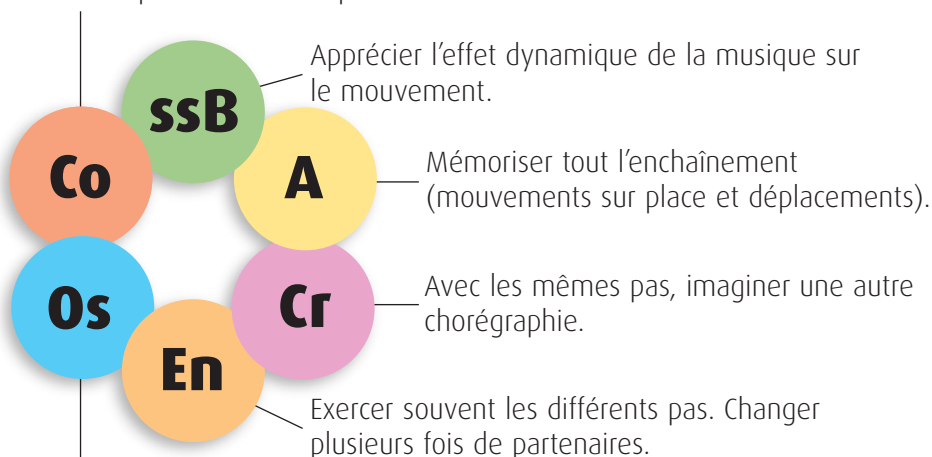 Apprécier l’effet dynamique de la musique sur
le mouvement.
ssB
Co
A
Mémoriser tout l’enchaînement
(mouvements sur place et déplacements).
Os
Cr
Avec les mêmes pas, imaginer une autre
chorégraphie.
En
Exercer souvent les différents pas. Changer
plusieurs fois de partenaires.